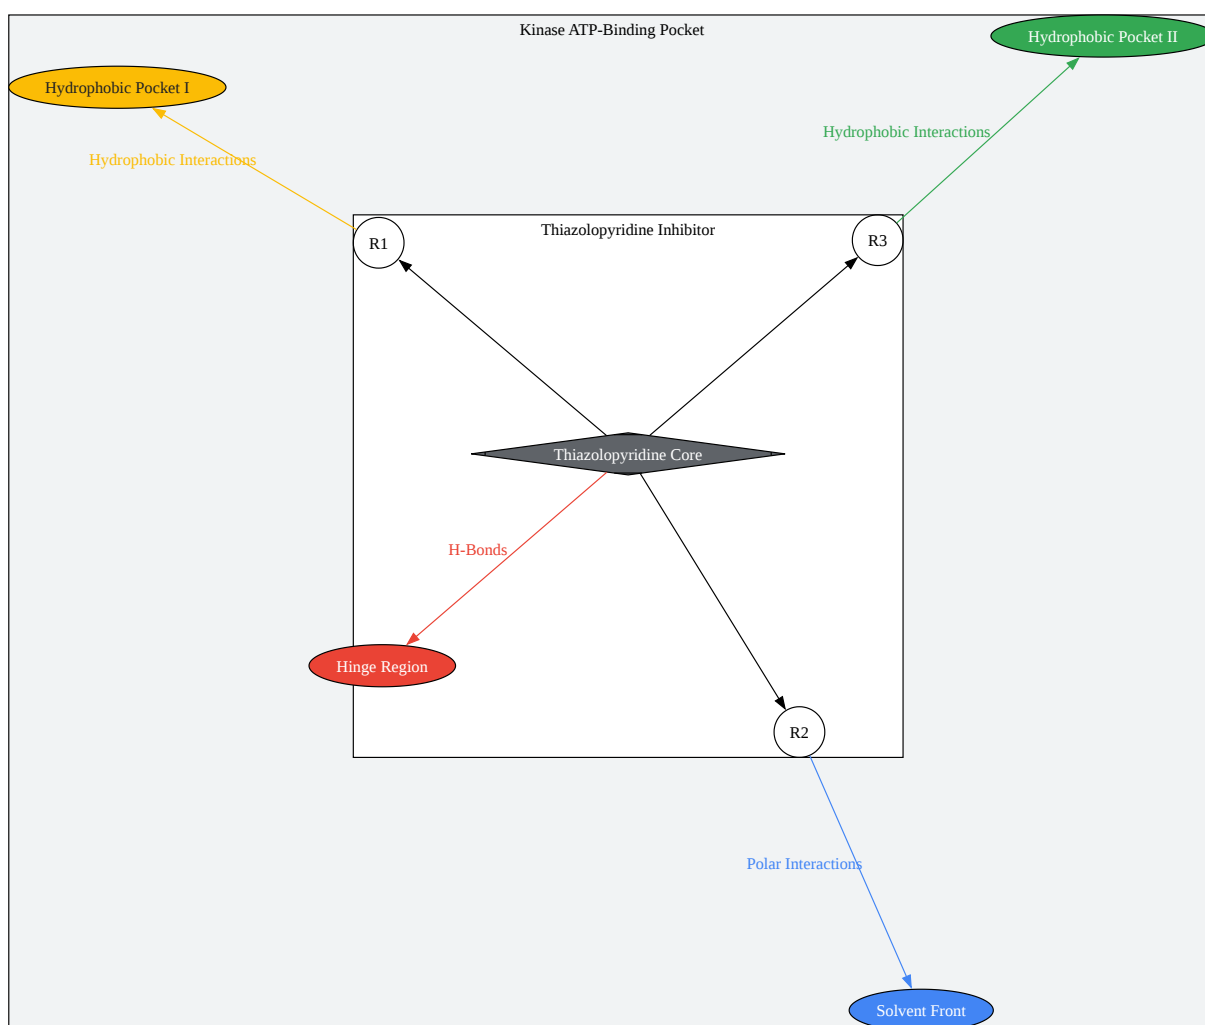 Kinase ATP-Binding Pocket
Hydrophobic Pocket II
Hydrophobic Pocket I
Hydrophobic Interactions
Hydrophobic Interactions
Thiazolopyridine Inhibitor
R1
R3
Thiazolopyridine Core
H-Bonds
Hinge Region
R2
Polar Interactions
Solvent Front